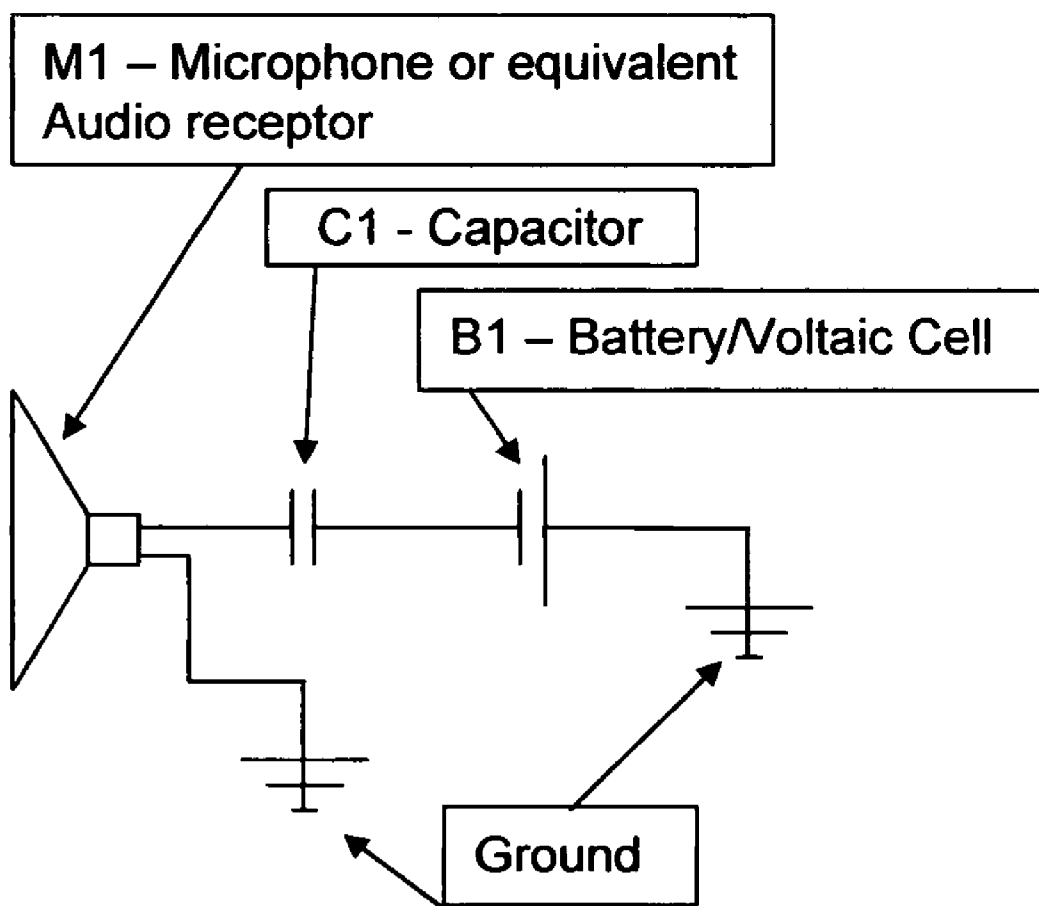 M1 – Microphone or equivalent
Audio receptor
C1 - Capacitor
B1 – Battery/Voltaic Cell
Ground